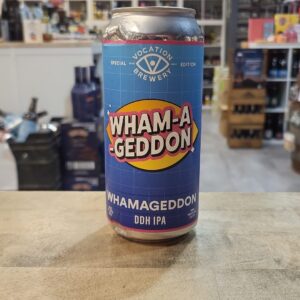 VOCATION
BREWERY
SPECIAL EDITION
WHAM-A
-GEDDON
WHAMAGEDDON
DDH IPA